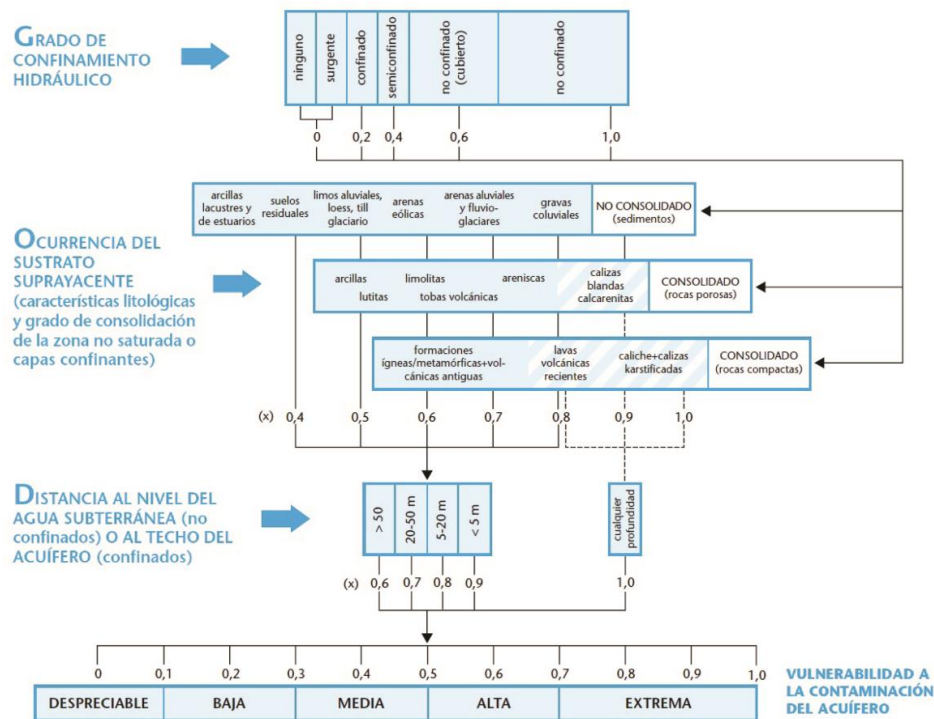 GRADO DE
CONFINAMIENTO
HIDRÁULICO
ninguno
surgente
confinado
semiconfinado
no confinado
(cubierto)
no confinado
0
0,2
0,4
0,6
1,0
OCURRENCIA DEL
SUSTRATO
SUPRAYACENTE
(características litológicas
y grado de consolidación
de la zona no saturada o
capas confinantes)
arcillas
lacustres y
de estuarios
suelos
residuales
limos aluviales,
loess, till
glaciario
arenas
eólicas
arenas aluviales
y fluvio-
glaciares
gravas
coluviales
NO CONSOLIDADO
(sedimentos)
arcillas
lutitas
limolitas
tobas volcánicas
areniscas
calizas
blandas
calcarenitas
CONSOLIDADO
(rocas porosas)
formaciones
ígneas/metamórficas+vol-
cánicas antiguas
lavas
volcánicas
recientes
caliche+calizas
karstificadas
CONSOLIDADO
(rocas compactas)
(x) 0,4
0,5
0,6
0,7
0,8
0,9
1,0
DISTANCIA AL NIVEL DEL
AGUA SUBTERRÁNEA (no
confinados) O AL TECHO DEL
ACUÍFERO (confinados)
> 50
20-50 m
5-20 m
< 5 m
cualquier
profundidad
(x) 0,6
0,7
0,8
0,9
1,0
0
0,1
0,2
0,3
0,4
0,5
0,6
0,7
0,8
0,9
1,0
DESPRECIABLE
BAJA
MEDIA
ALTA
EXTREMA
VULNERABILIDAD A
LA CONTAMINACIÓN
DEL ACUÍFERO